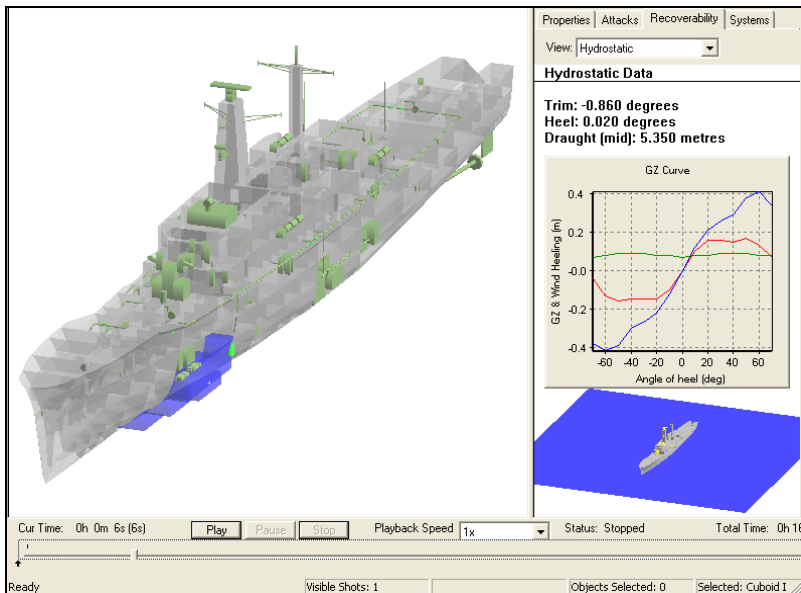 Properties Attacks Recoverability Systems
View: Hydrostatic
Hydrostatic Data
Trim: -0.860 degrees
Heel: 0.020 degrees
Draught (mid): 5.350 metres
GZ Curve
GZ & Wind Heeling (m)
0.4
0.2
-0.0
-0.2
-0.4
-60 -40 -20 0 20 40 60
Angle of heel (deg)
Cur Time: 0h 0m 6s (6s) Play Pause Stop Playback Speed 1x Status: Stopped Total Time: 0h 16
Ready Visible Shots: 1 Objects Selected: 0 Selected: Cuboid I